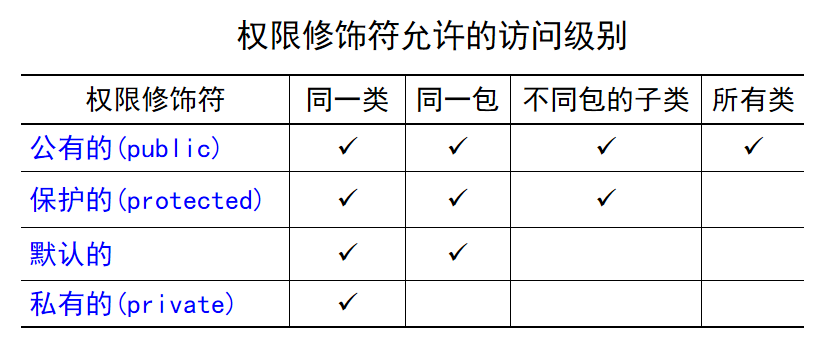 权限修饰符允许的访问级别
权限修饰符 同一类 同一包 不同包的子类 所有类
公有的(public) ✓ ✓ ✓ ✓
保护的(protected) ✓ ✓ ✓
默认的 ✓ ✓
私有的(private) ✓